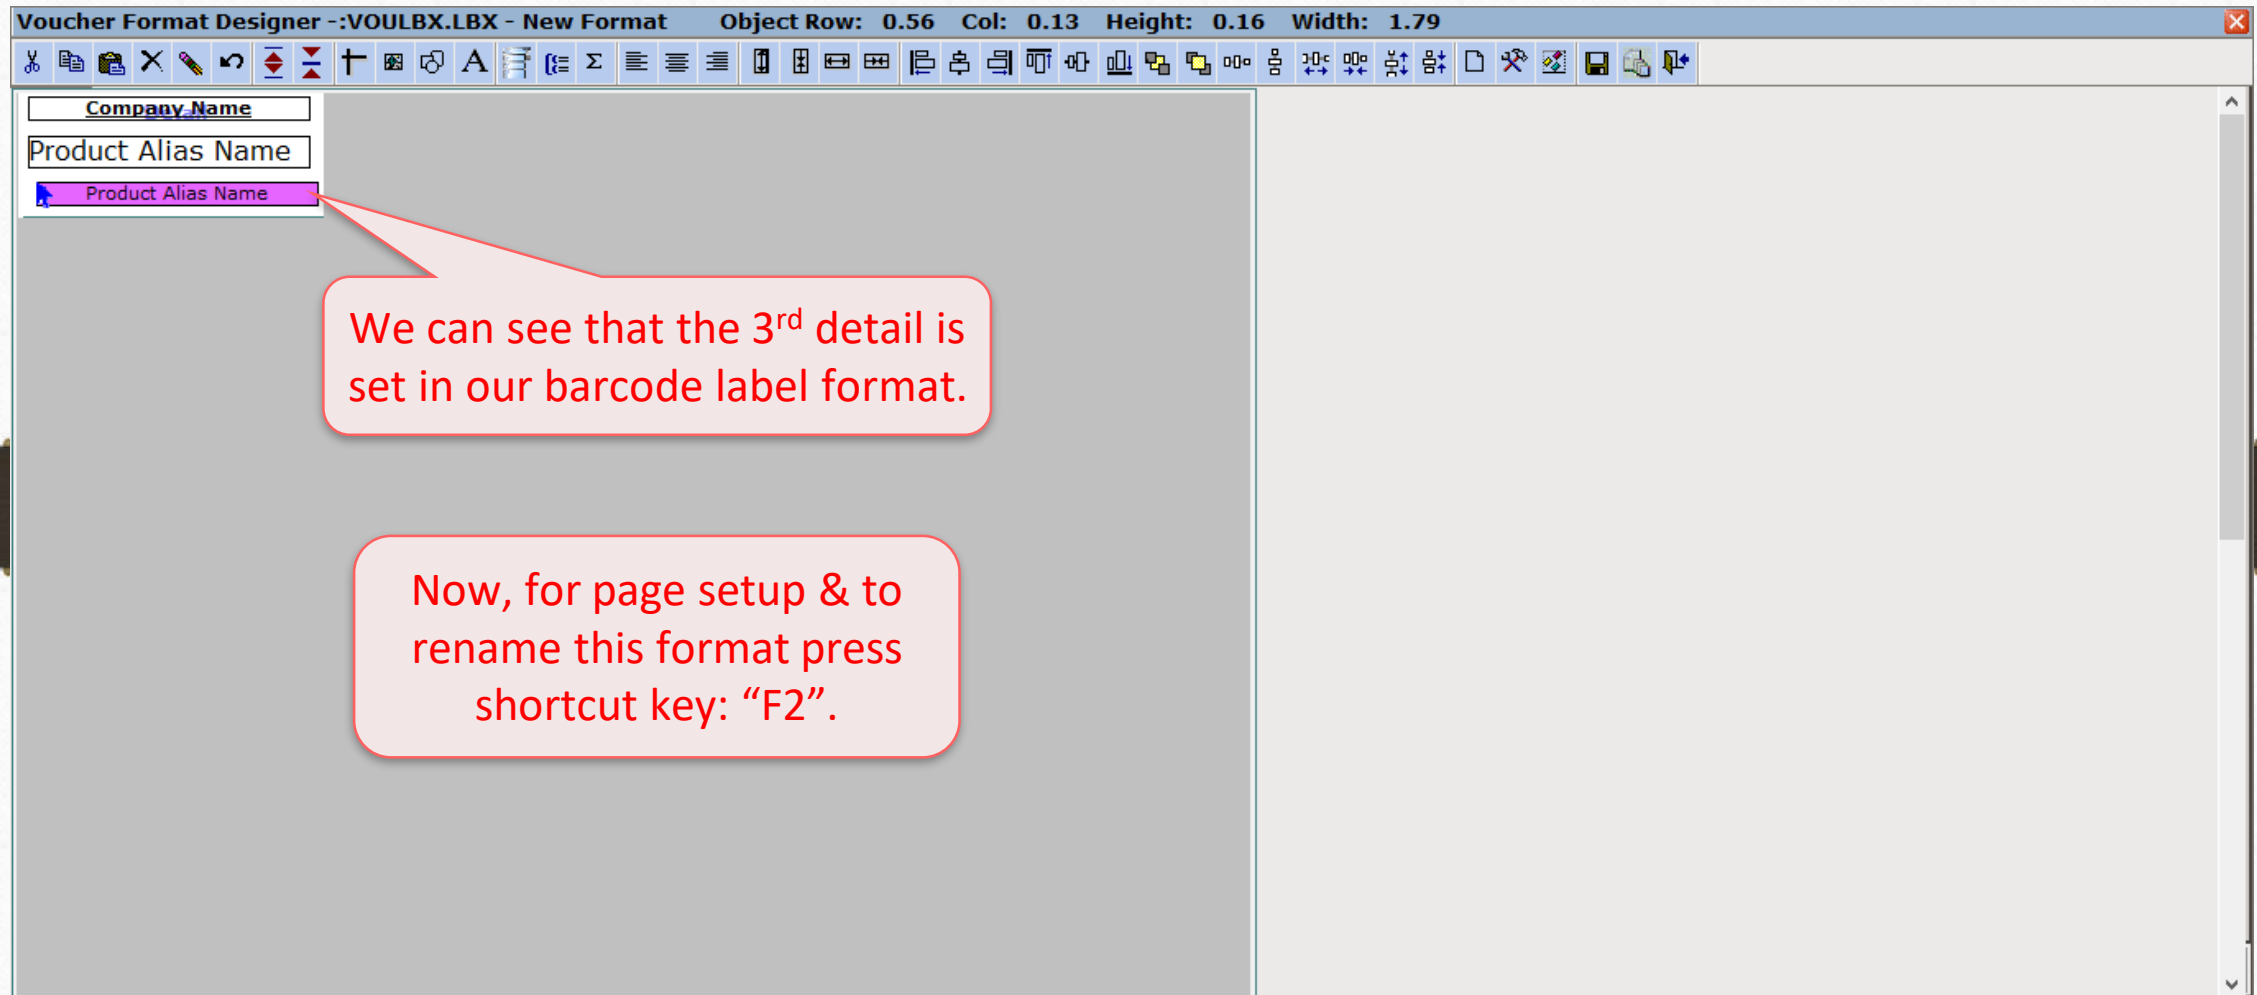 Voucher Format Designer -:VOULBX.LBX - New Format Object Row: 0.56 Col: 0.13 Height: 0.16 Width: 1.79
Company Name
Detail
Product Alias Name
Product Alias Name
We can see that the 3rd detail is
set in our barcode label format.
Now, for page setup & to
rename this format press
shortcut key: “F2”.